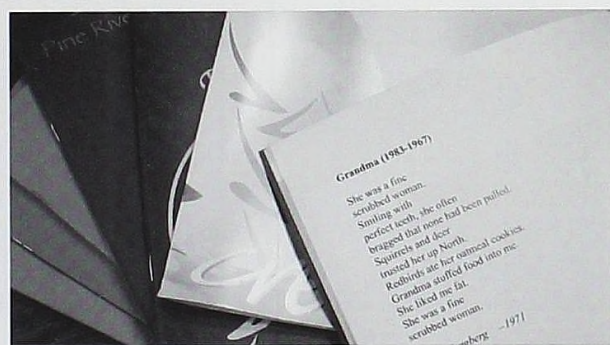 Pine
Grandma (1983-1967)
She was a fine
scrubbed woman.
Smiling with
perfect teeth, she often
bragged that none had been pulled.
Squirrels and deer
trusted her up North.
Redbirds ate her oatmeal cookies.
Grandma stuffed food into me.
She liked me fat.
She was a fine
scrubbed woman.
–1971